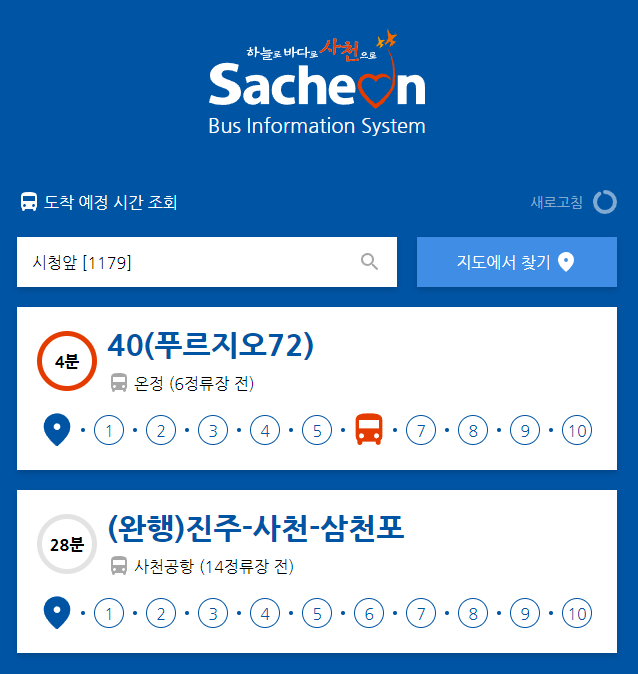 하늘로 바다로 사천으로
Sacheon
Bus Information System
도착 예정 시간 조회
새로고침
시청앞 [1179]
지도에서 찾기
4분
40(푸르지오72)
온정 (6정류장 전)
1 2 3 4 5 7 8 9 10
28분
(완행)진주-사천-삼천포
사천공항 (14정류장 전)
1 2 3 4 5 6 7 8 9 10